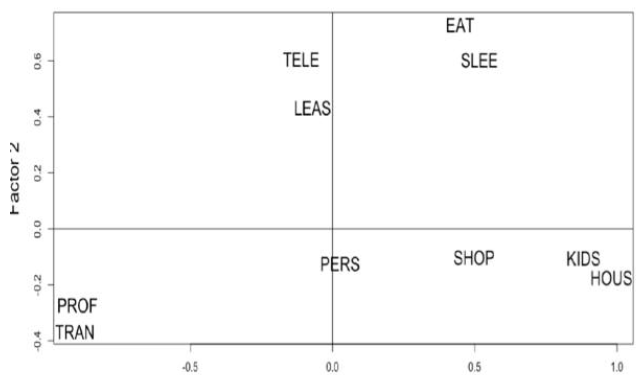 EAT
TELE
SLEE
LEAS
PERS
SHOP
KIDS
HOUS
PROF
TRAN
Factor 2
0.6
0.4
0.2
0.0
-0.2
-0.4
-0.5 0.0 0.5 1.0